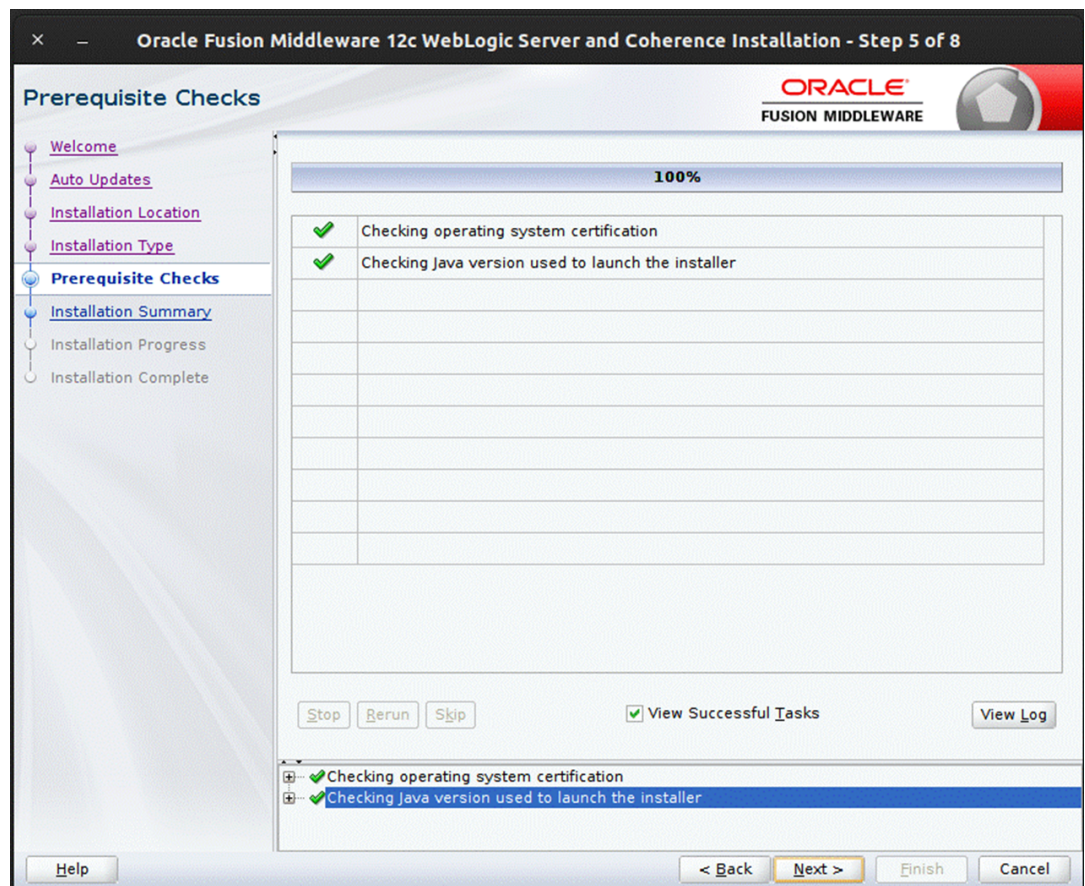 Oracle Fusion Middleware 12c WebLogic Server and Coherence Installation - Step 5 of 8
Prerequisite Checks
ORACLE®
FUSION MIDDLEWARE
Welcome
Auto Updates
Installation Location
Installation Type
Prerequisite Checks
Installation Summary
Installation Progress
Installation Complete
100%
Checking operating system certification
Checking Java version used to launch the installer
Stop Rerun Skip View Successful Tasks View Log
Checking operating system certification
Checking Java version used to launch the installer
Help < Back Next > Finish Cancel